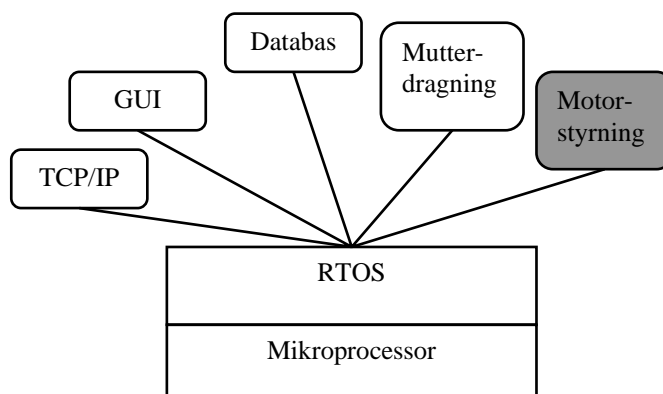 Databas
Mutter-
dragning
GUI
Motor-
styrning
TCP/IP
RTOS
Mikroprocessor